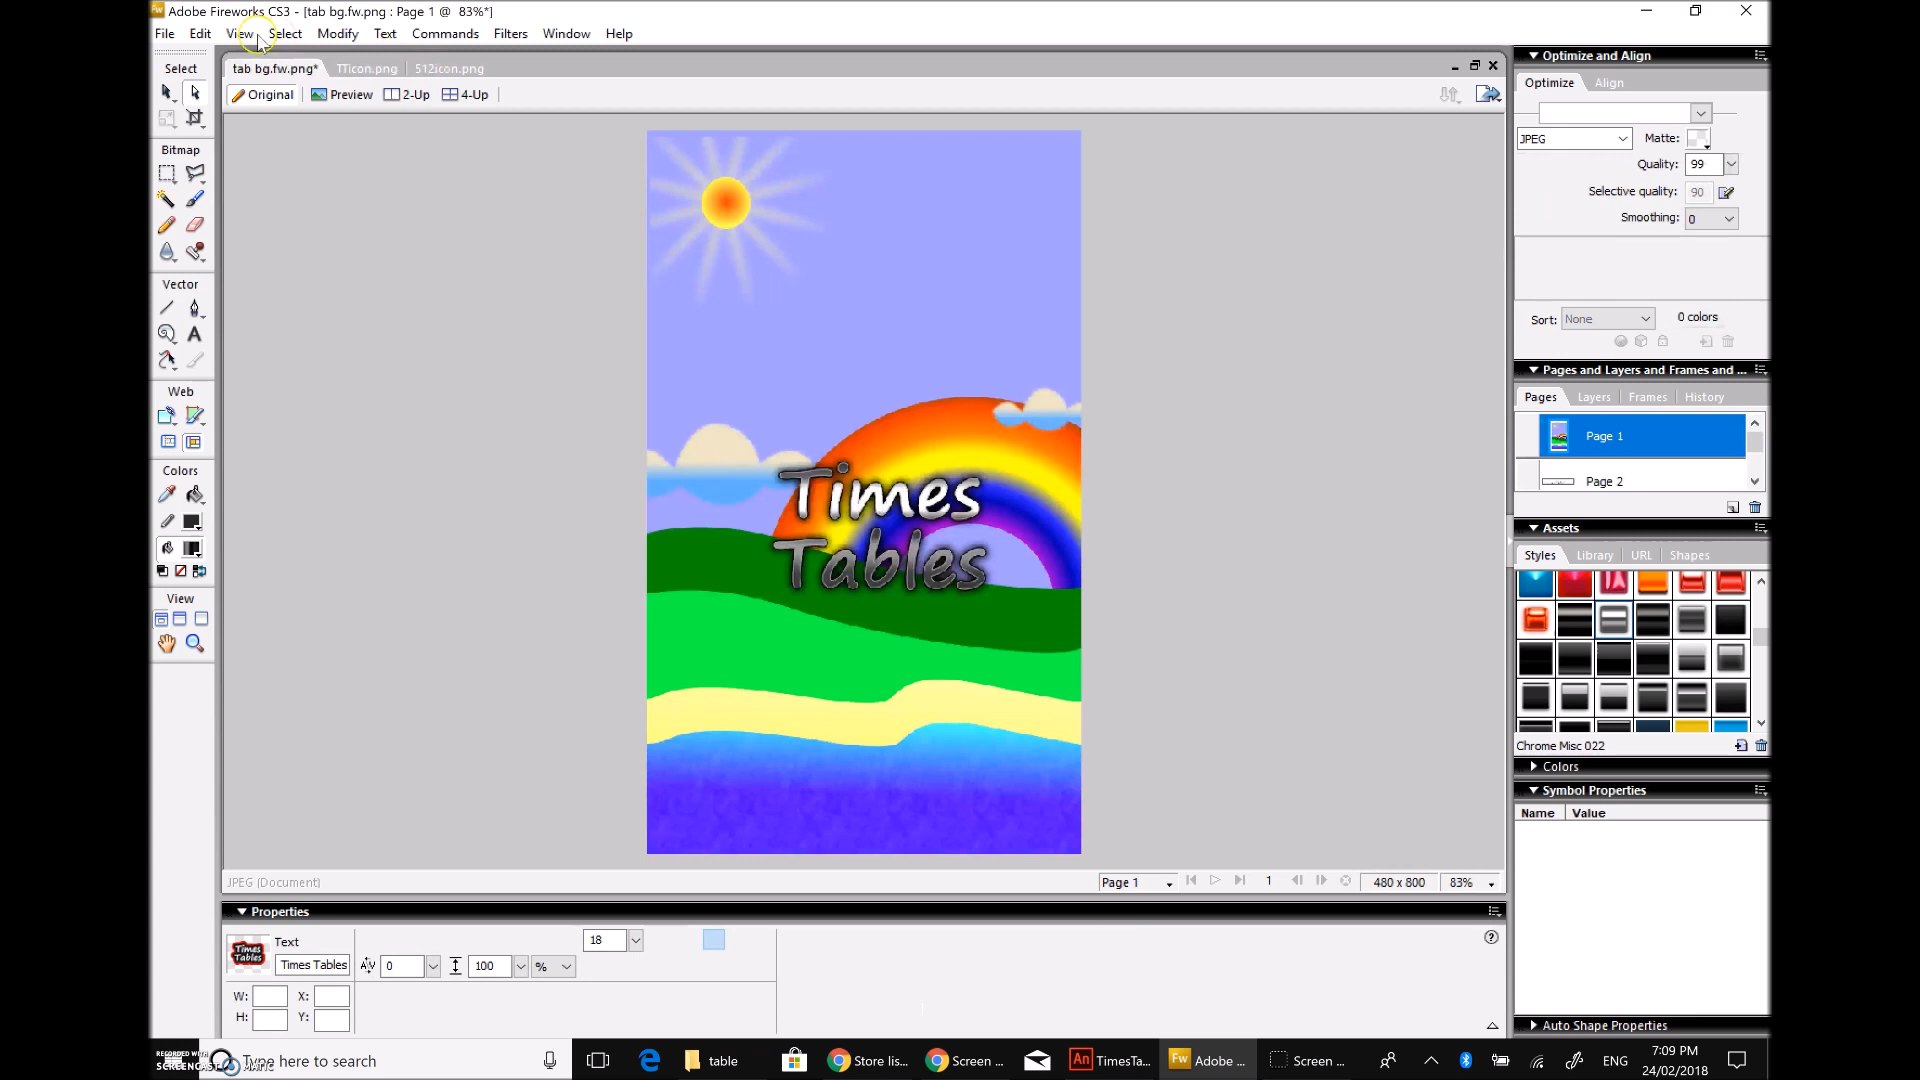 Adobe Fireworks CS3 - [tab bg.fw.png : Page 1 @ 83%*]
File Edit View Select Modify Text Commands Filters Window Help
Select
tab bg.fw.png* TTicon.png 512icon.png
Original Preview 2-Up 4-Up
Bitmap
Vector
Web
Colors
View
Times
Tables
JPEG (Document)
Page 1 1 480 x 800 83%
Properties
Text
Times Tables
0 100 %
18
W: X:
H: Y:
Optimize and Align
Optimize Align
JPEG Matte:
Quality: 99
Selective quality: 90
Smoothing: 0
Sort: None 0 colors
Pages and Layers and Frames and ...
Pages Layers Frames History
Page 1
Page 2
Assets
Styles Library URL Shapes
Chrome Misc 022
Colors
Symbol Properties
Name Value
Auto Shape Properties
RECORDED WITH
SCREENCAST MATIC
Type here to search
table
Store lis...
Screen ...
An TimesTa...
Fw Adobe ...
Screen ...
ENG
7:09 PM
24/02/2018